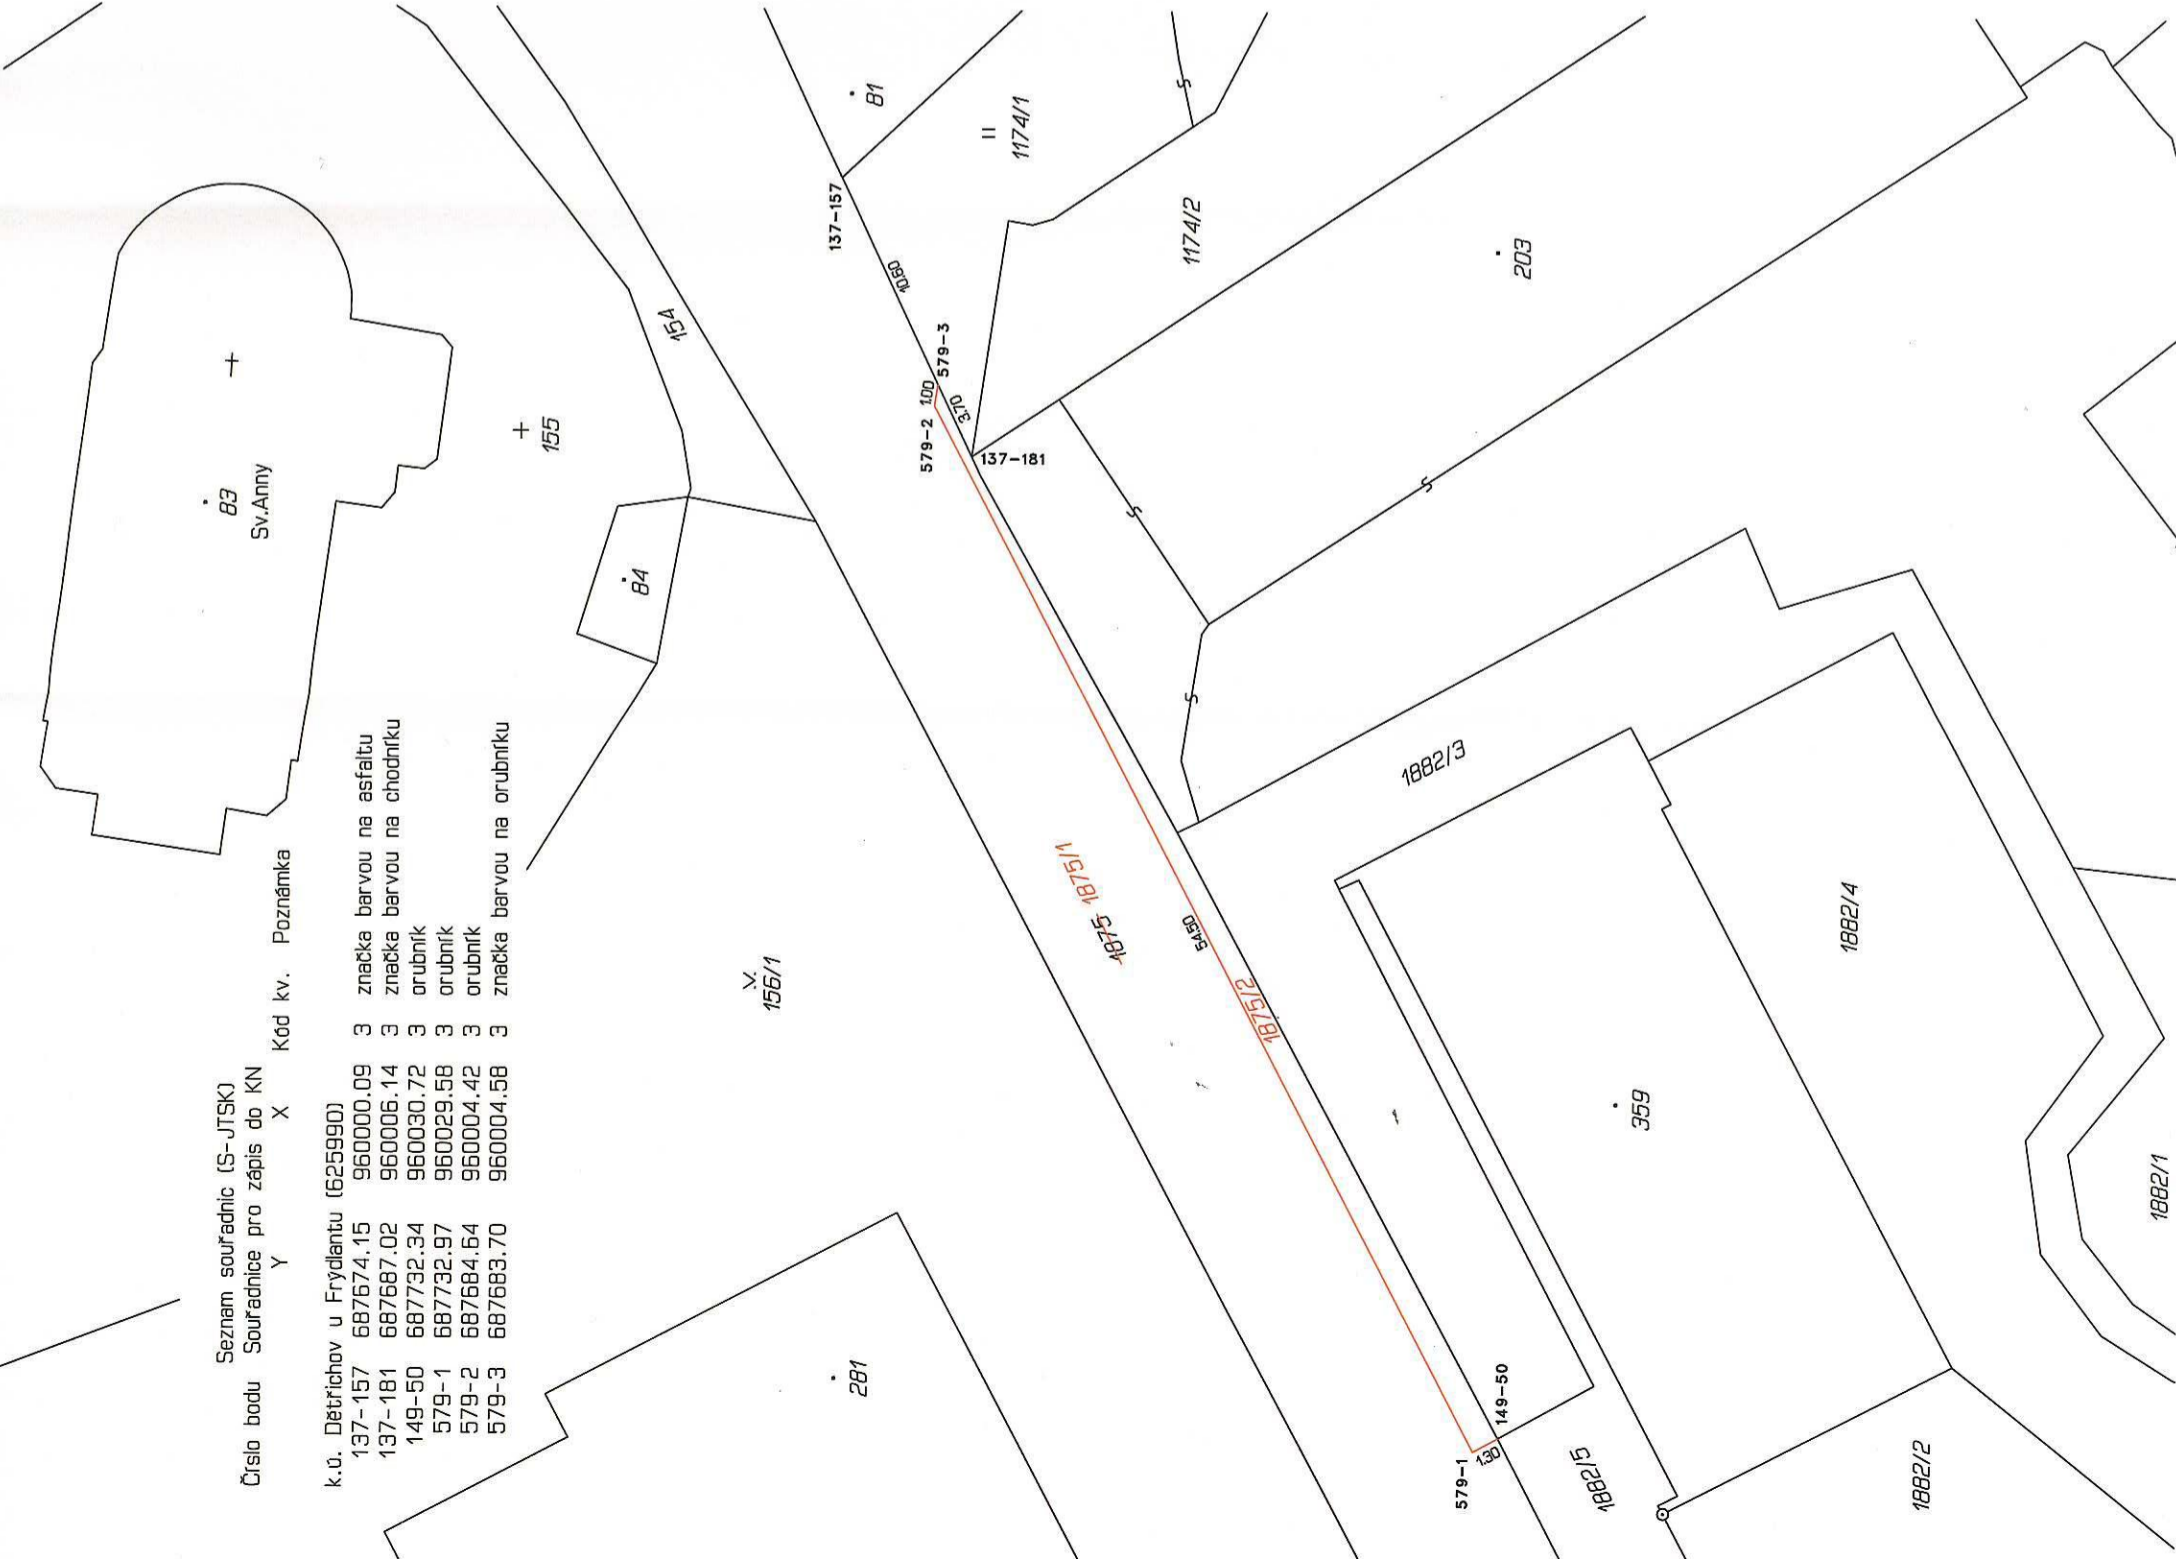 Seznam souřadnic (S-JTSK)
Číslo bodu Souřadnice pro zápis do KN
Y X Kód kv. Poznámka
k.ú. Dětřichov u Frýdlantu (625990)
137-157 687674.15 960000.09 3 značka barvou na asfaltu
137-181 687687.02 960006.14 3 značka barvou na chodníku
149-50 687732.34 960030.72 3 orubník
579-1 687732.97 960029.58 3 orubník
579-2 687684.64 960004.42 3 orubník
579-3 687683.70 960004.58 3 značka barvou na orubníku
83
Sv.Anny
155
84
154
156/1
281
81
1174/1
1174/2
203
137-157
10.60
579-3
1.00
579-2
3.70
137-181
1875 1875/1
54.50
1875/2
1882/3
1882/4
359
149-50
579-1
1.30
1882/5
1882/2
1882/1